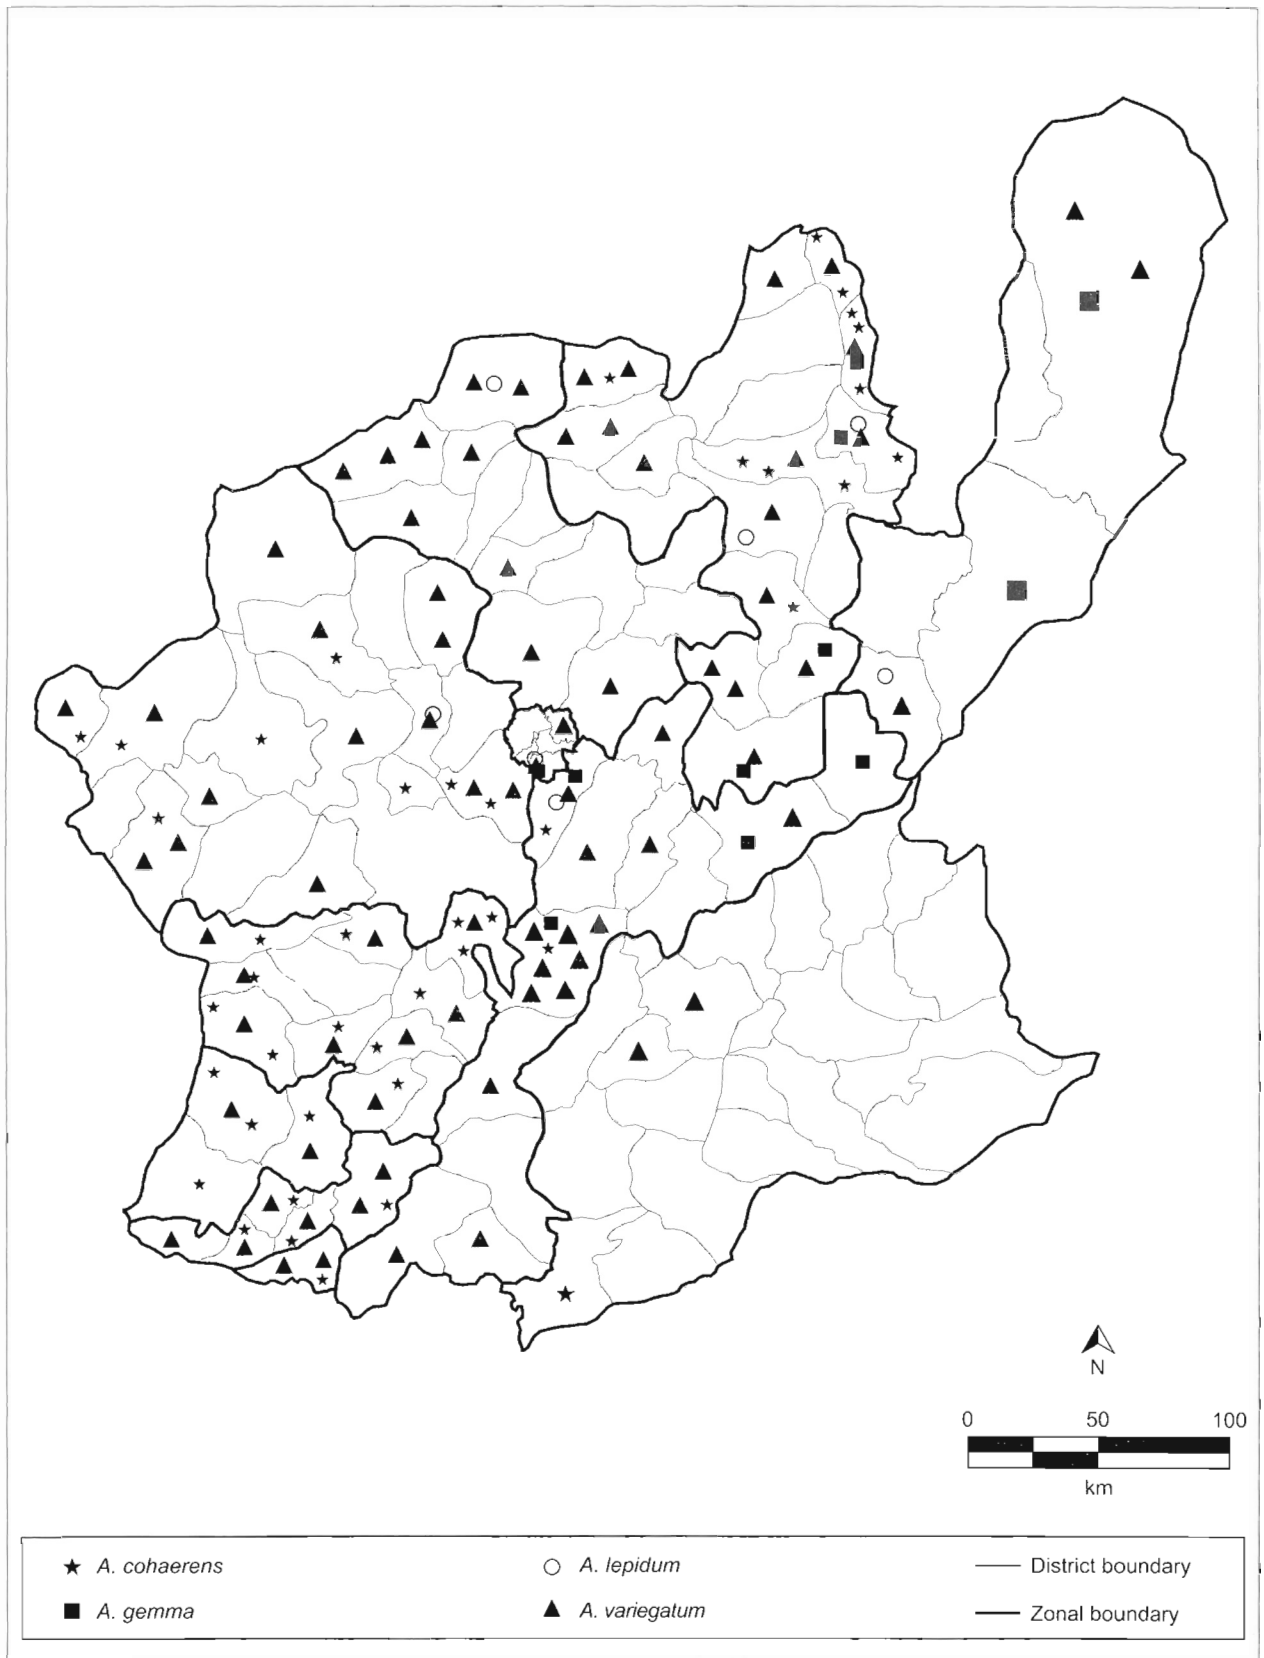 N
0 50 100
km
A. cohaerens A. lepidum District boundary
A. gemma A. variegatum Zonal boundary